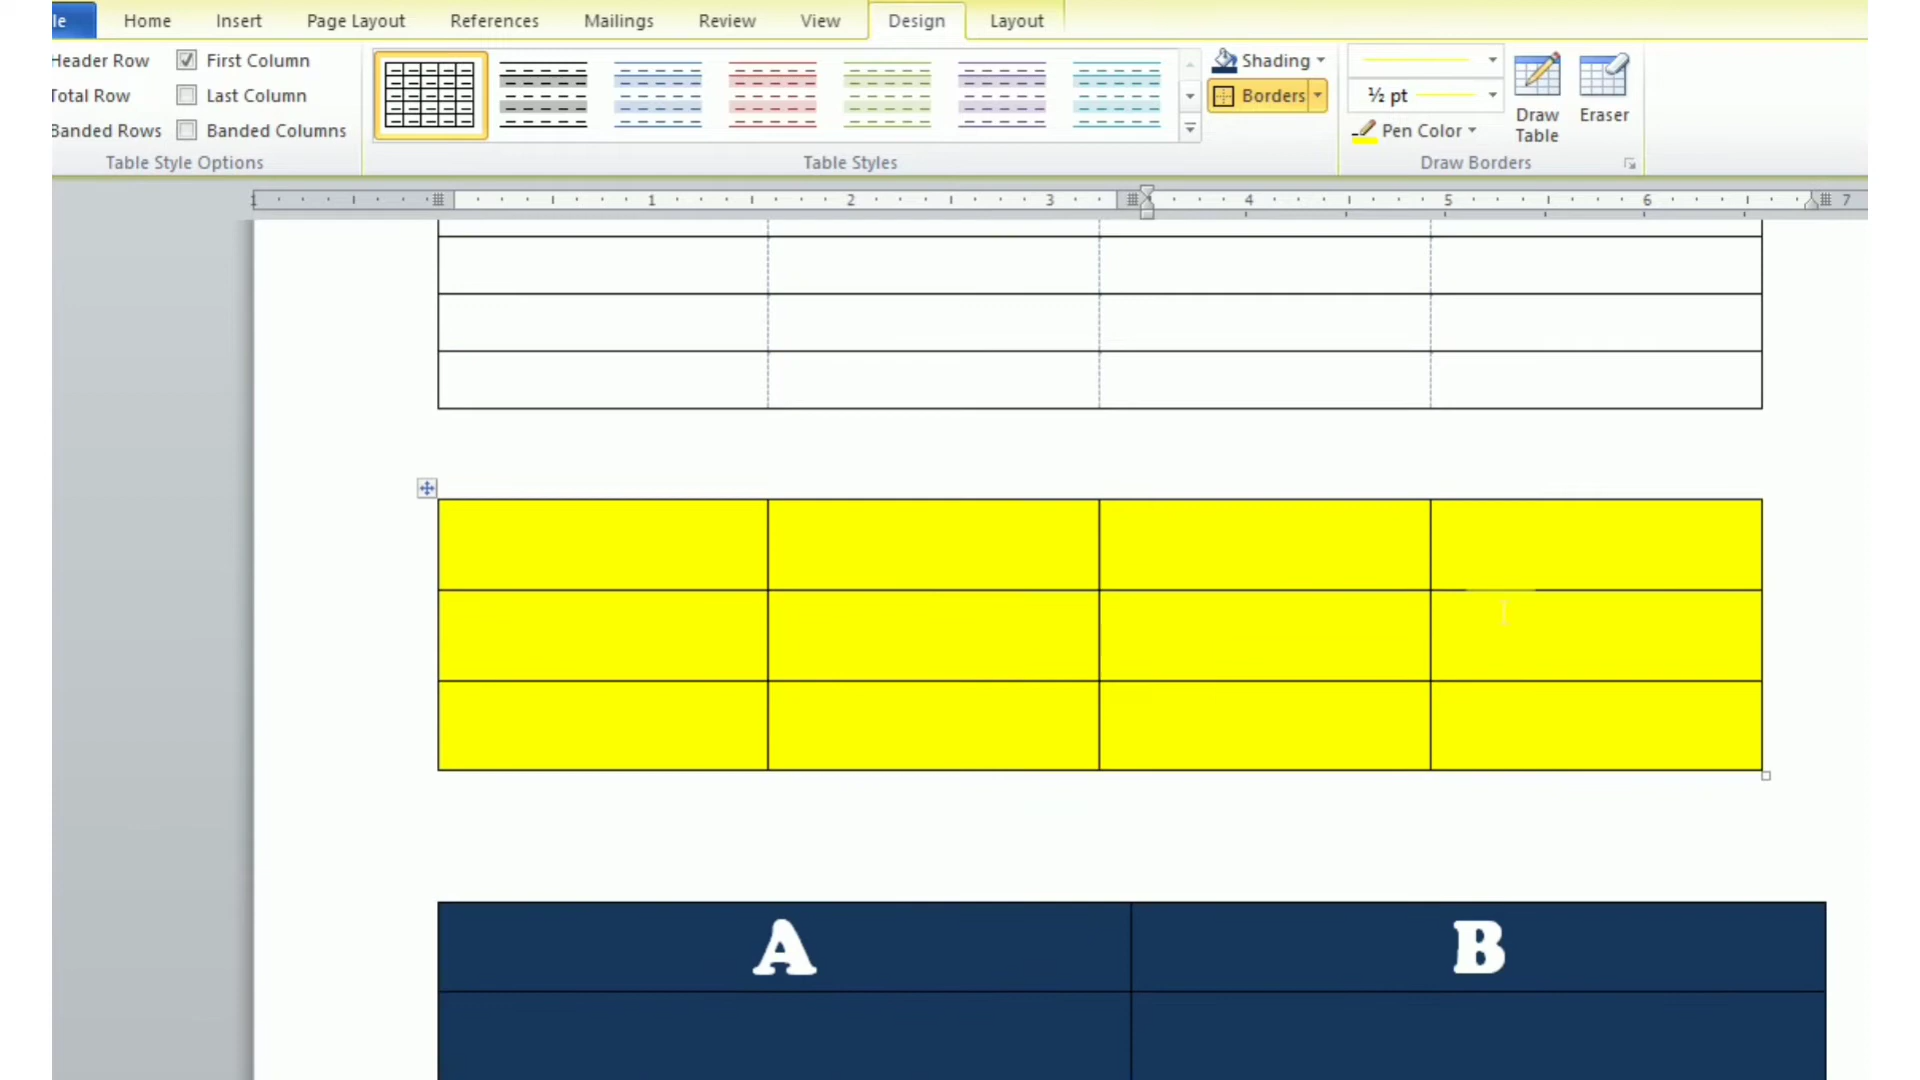 le Home Insert Page Layout References Mailings Review View Design Layout
Header Row First Column
Total Row Last Column
Banded Rows Banded Columns
Table Style Options
Table Styles
Shading
Borders
½ pt
Pen Color
Draw Table
Eraser
Draw Borders
1 1 2 3 4 5 6 7
A B